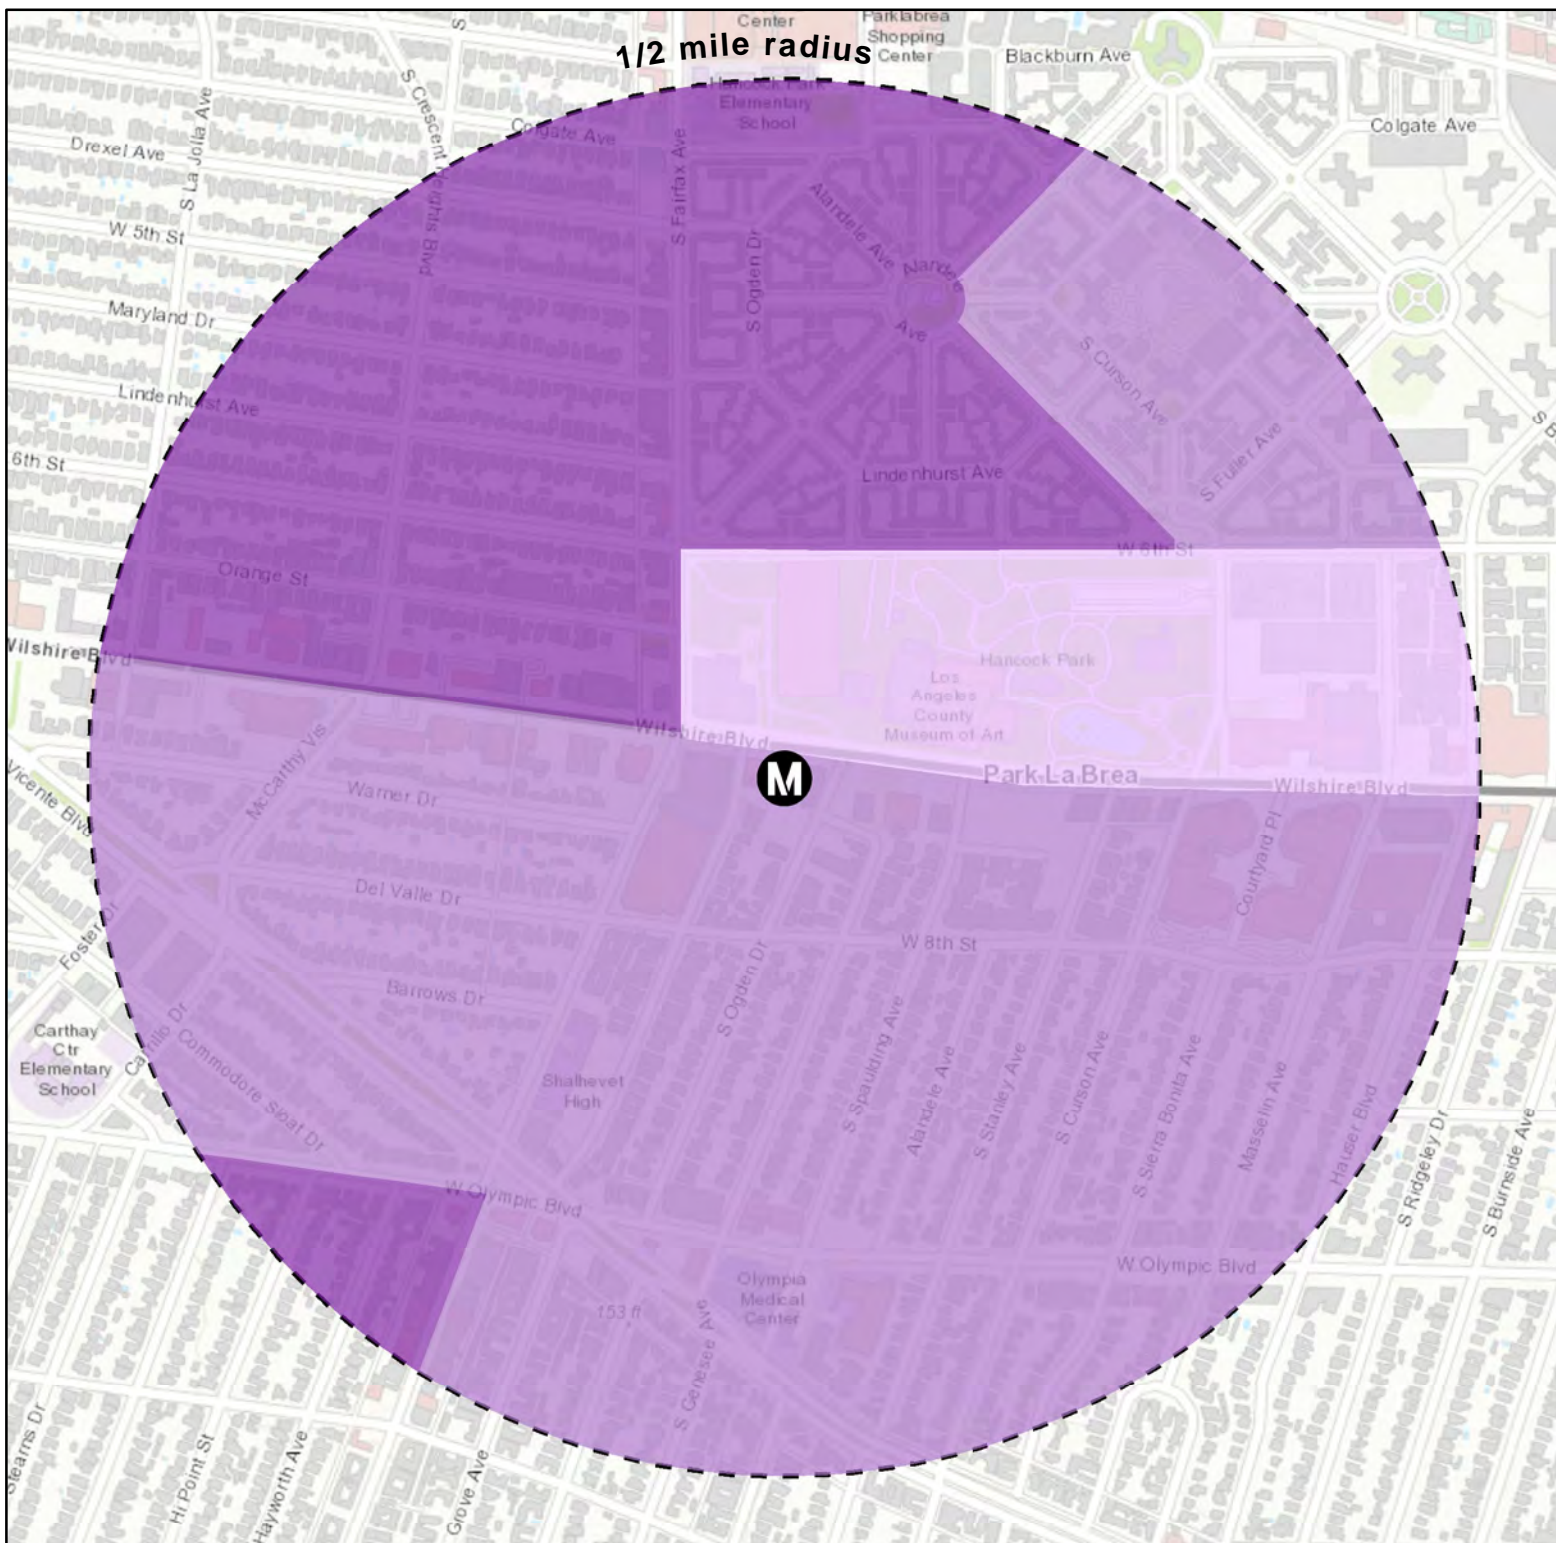 S
Center
Parklabrea
Shopping
Center
1/2 mile radius
Blackburn Ave
S Crescent Heights Blvd
S La Jolla Ave
Hancock Park
Elementary
School
Colgate Ave
Colgate Ave
Drexel Ave
S Fairfax Ave
Alandele Ave
Alandele
Ave
W 5th St
S Ogden Dr
Maryland Dr
S Curson Ave
Lindenhurst Ave
S Fuller Ave
S B
6th St
Lindenhurst Ave
W 6th St
Orange St
Wilshire Blvd
Hancock Park
Los
Angeles
County
Museum of Art
Wilshire Blvd
Park La Brea
Wilshire Blvd
M
McCarthy Vis
Vicente Blvd
Warner Dr
Courtyard Pl
Del Valle Dr
Foster Dr
W 8th St
S Ogden Dr
Barrows Dr
Carthay
Ctr
Elementary
School
Carrillo Dr
Commodore Sloat Dr
Shalhevet
High
S Spaulding Ave
Alandele Ave
S Stanley Ave
S Curson Ave
S Sierra Bonita Ave
Masselin Ave
Hauser Blvd
S Ridgeley Dr
S Burnside Ave
W Olympic Blvd
W Olympic Blvd
Olympia
Medical
Center
153 ft
S Genesee Ave
Stearns Dr
Hi Point St
Hayworth Ave
Grove Ave